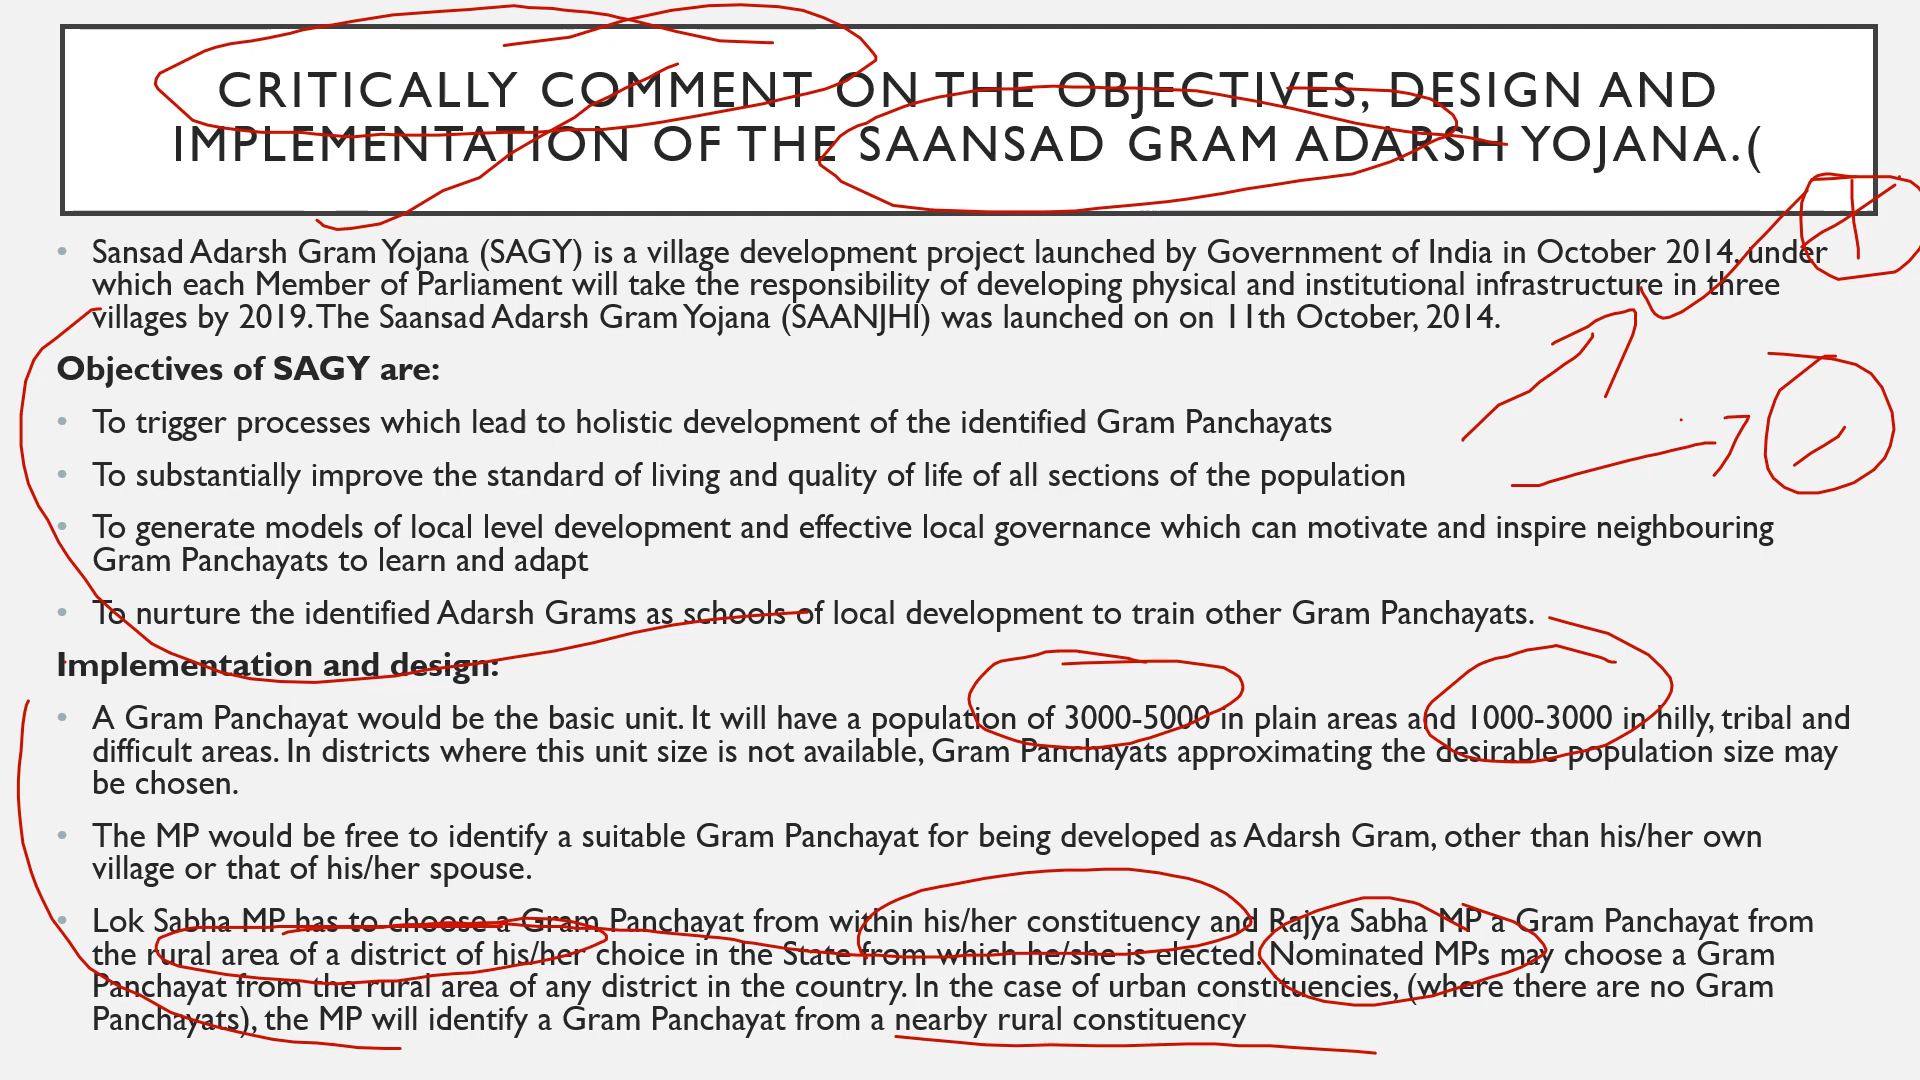 CRITICALLY COMMENT ON THE OBJECTIVES, DESIGN AND
IMPLEMENTATION OF THE SAANSAD GRAM ADARSH YOJANA.(
• Sansad Adarsh Gram Yojana (SAGY) is a village development project launched by Government of India in October 2014, under
which each Member of Parliament will take the responsibility of developing physical and institutional infrastructure in three
villages by 2019. The Saansad Adarsh Gram Yojana (SAANJHI) was launched on on 11th October, 2014.
Objectives of SAGY are:
• To trigger processes which lead to holistic development of the identified Gram Panchayats
• To substantially improve the standard of living and quality of life of all sections of the population
• To generate models of local level development and effective local governance which can motivate and inspire neighbouring
Gram Panchayats to learn and adapt
• To nurture the identified Adarsh Grams as schools of local development to train other Gram Panchayats.
Implementation and design:
• A Gram Panchayat would be the basic unit. It will have a population of 3000-5000 in plain areas and 1000-3000 in hilly, tribal and
difficult areas. In districts where this unit size is not available, Gram Panchayats approximating the desirable population size may
be chosen.
• The MP would be free to identify a suitable Gram Panchayat for being developed as Adarsh Gram, other than his/her own
village or that of his/her spouse.
• Lok Sabha MP has to choose a Gram Panchayat from within his/her constituency and Rajya Sabha MP a Gram Panchayat from
the rural area of a district of his/her choice in the State from which he/she is elected. Nominated MPs may choose a Gram
Panchayat from the rural area of any district in the country. In the case of urban constituencies, (where there are no Gram
Panchayats), the MP will identify a Gram Panchayat from a nearby rural constituency